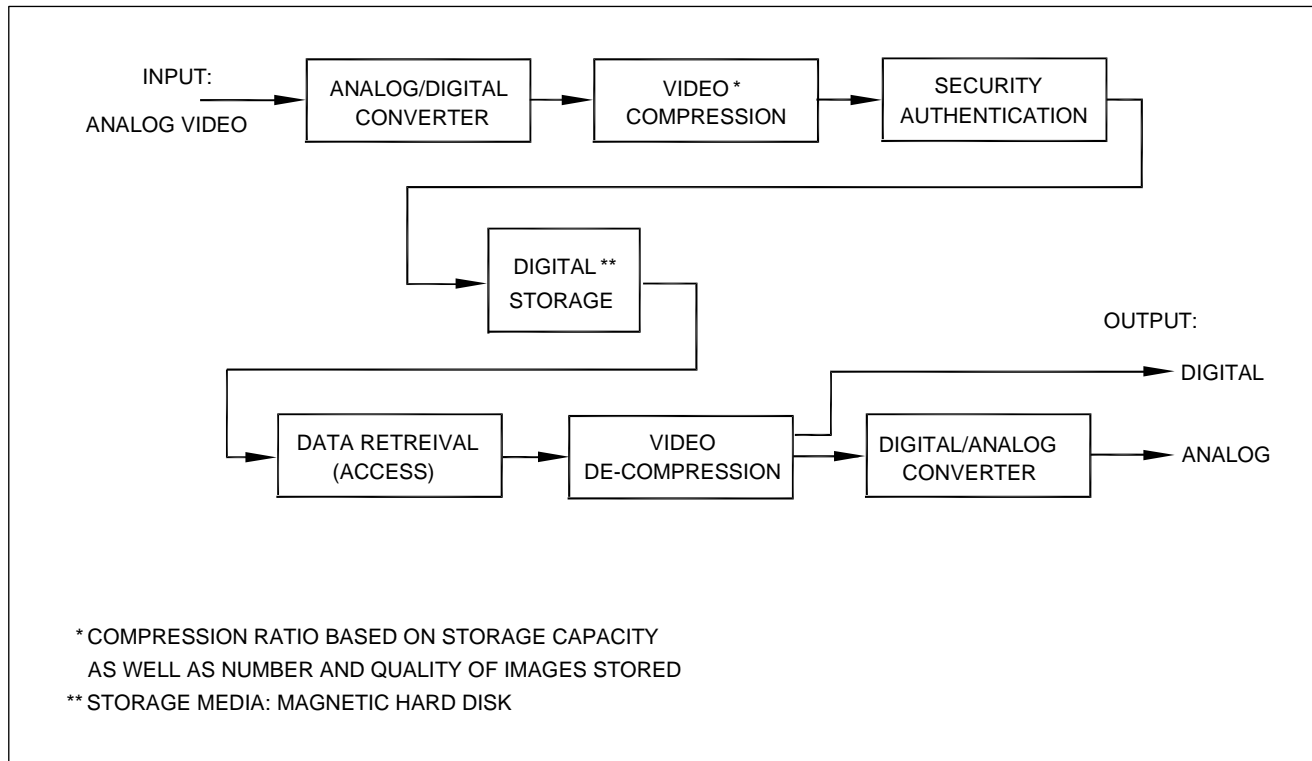 INPUT:
ANALOG VIDEO
ANALOG/DIGITAL
CONVERTER
VIDEO *
COMPRESSION
SECURITY
AUTHENTICATION
DIGITAL **
STORAGE
OUTPUT:
DIGITAL
DATA RETREIVAL
(ACCESS)
VIDEO
DE-COMPRESSION
DIGITAL/ANALOG
CONVERTER
ANALOG
* COMPRESSION RATIO BASED ON STORAGE CAPACITY
AS WELL AS NUMBER AND QUALITY OF IMAGES STORED
** STORAGE MEDIA: MAGNETIC HARD DISK